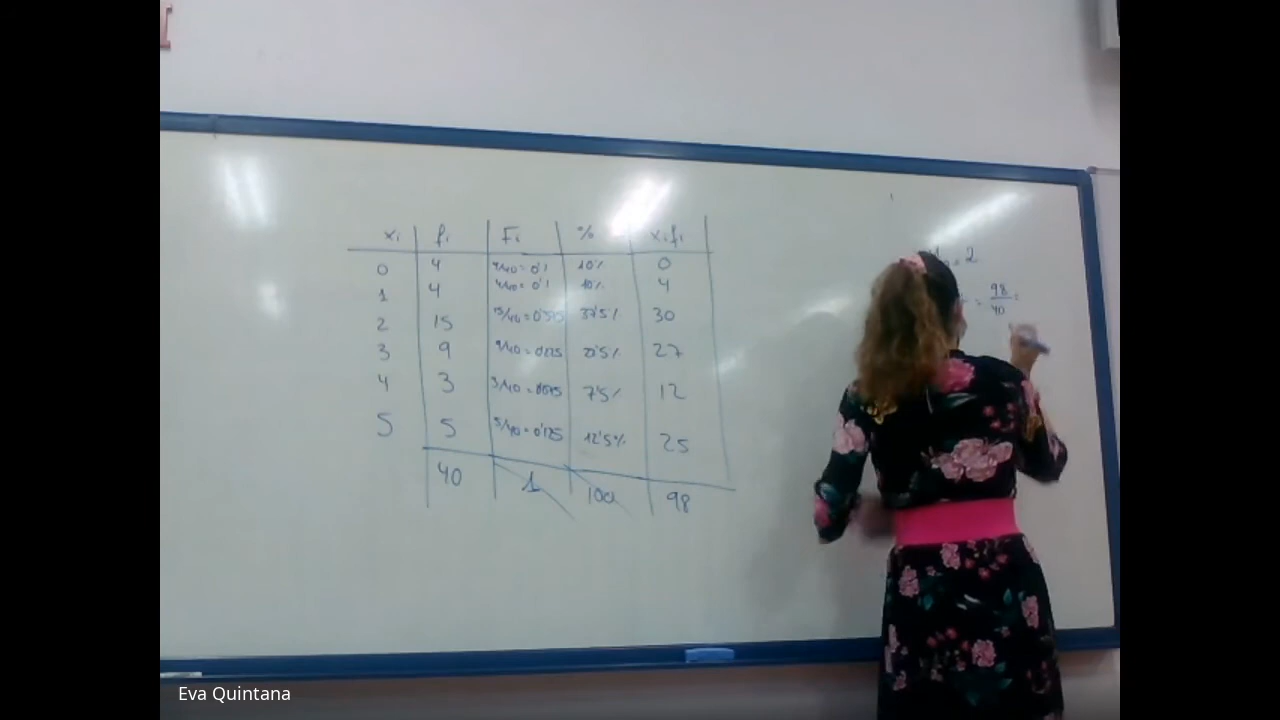 xi fi Fi % xi.fi
0 4 4/40 = 0'1 10% 0
1 4 4/40 = 0'1 10% 4
2 15 15/40 = 0'375 37'5% 30
3 9 9/40 = 0'225 22'5% 27
4 3 3/40 = 0'075 7'5% 12
5 5 5/40 = 0'125 12'5% 25
40 1 100 98
= 2
= 98/40 =
Eva Quintana